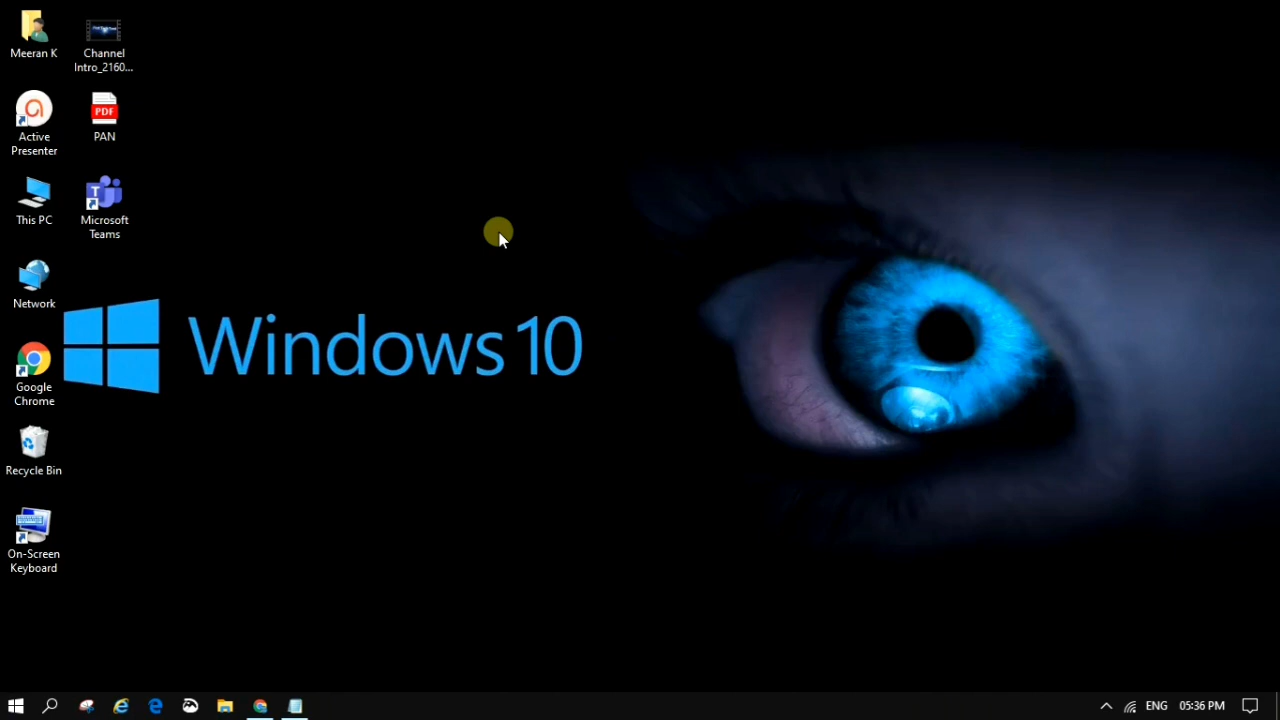 Meeran K
Channel
Intro_2160...
Active
Presenter
PDF
PAN
This PC
T
Microsoft
Teams
Network
Windows 10
Google
Chrome
Recycle Bin
On-Screen
Keyboard
ENG
05:36 PM